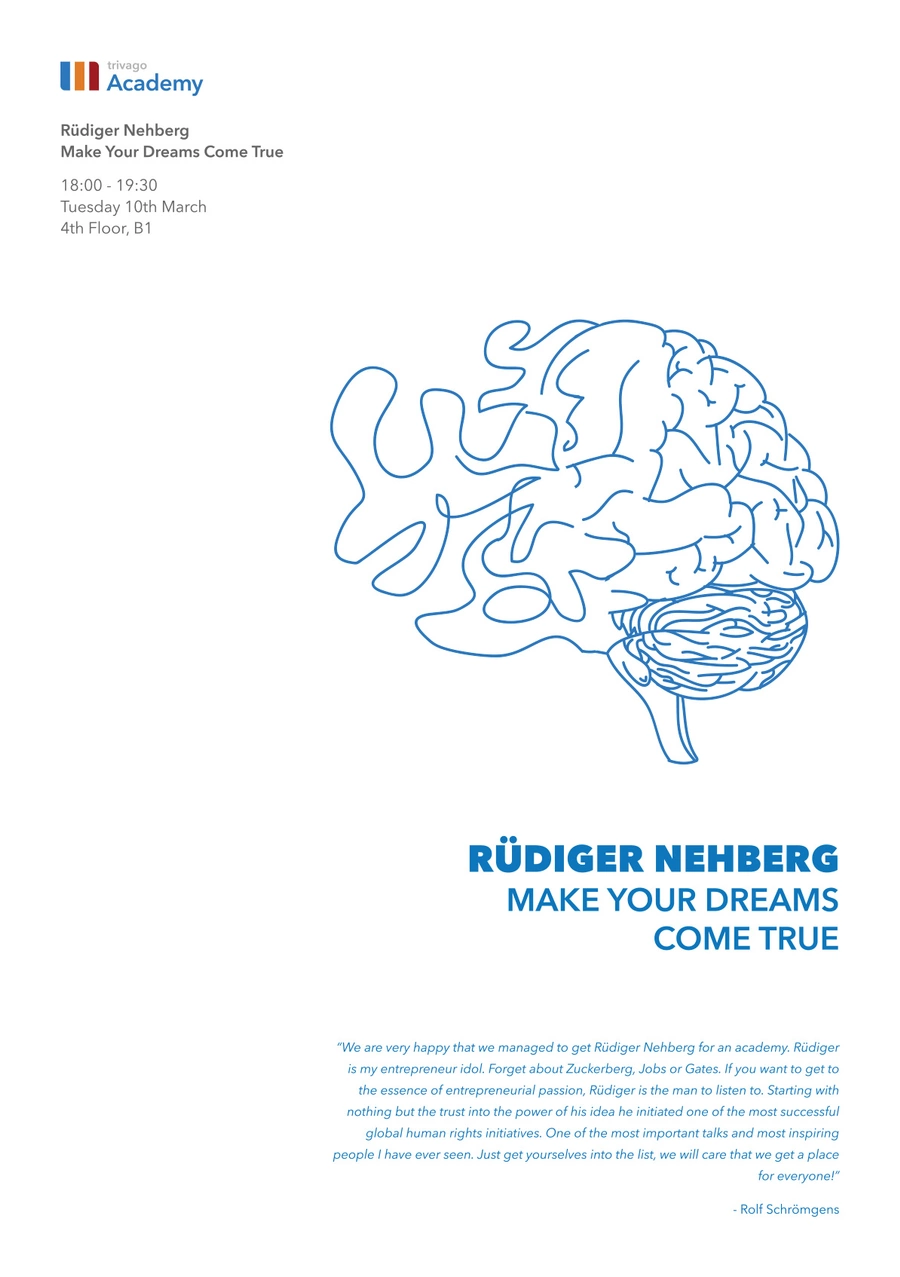 trivago
Academy
Rüdiger Nehberg
Make Your Dreams Come True
18:00 - 19:30
Tuesday 10th March
4th Floor, B1
RÜDIGER NEHBERG
MAKE YOUR DREAMS
COME TRUE
“We are very happy that we managed to get Rüdiger Nehberg for an academy. Rüdiger
is my entrepreneur idol. Forget about Zuckerberg, Jobs or Gates. If you want to get to
the essence of entrepreneurial passion, Rüdiger is the man to listen to. Starting with
nothing but the trust into the power of his idea he initiated one of the most successful
global human rights initiatives. One of the most important talks and most inspiring
people I have ever seen. Just get yourselves into the list, we will care that we get a place
for everyone!”
- Rolf Schrömgens